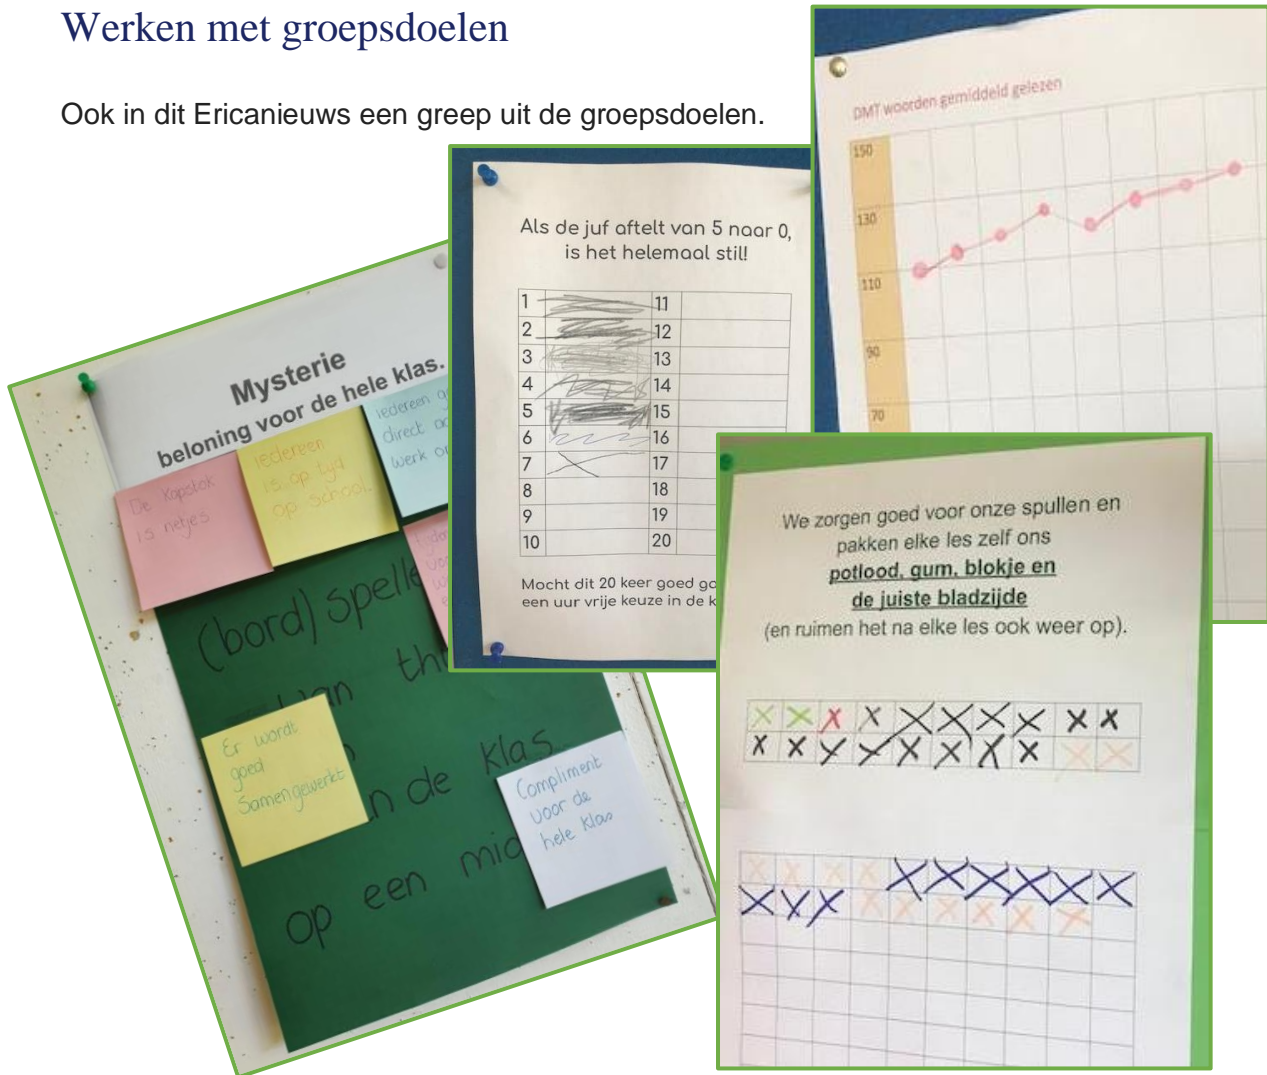 Werken met groepsdoelen
Ook in dit Ericanieuws een greep uit de groepsdoelen.
DMT woorden gemiddeld gelezen
150
130
110
90
70
Als de juf aftelt van 5 naar 0,
is het helemaal stil!
1 11
2 12
3 13
4 14
5 15
6 16
7 17
8 18
9 19
10 20
Mocht dit 20 keer goed
een uur vrije keuze in de
Mysterie
beloning voor de hele klas.
De Kapstok
is netjes
iedereen
is op tijd
op school.
iedereen
direct
werk
(bord) spelle
Er wordt
goed
samengewerkt
de klas
op een
Compliment
voor de
hele klas
We zorgen goed voor onze spullen en
pakken elke les zelf ons
potlood, gum, blokje en
de juiste bladzijde
(en ruimen het na elke les ook weer op).